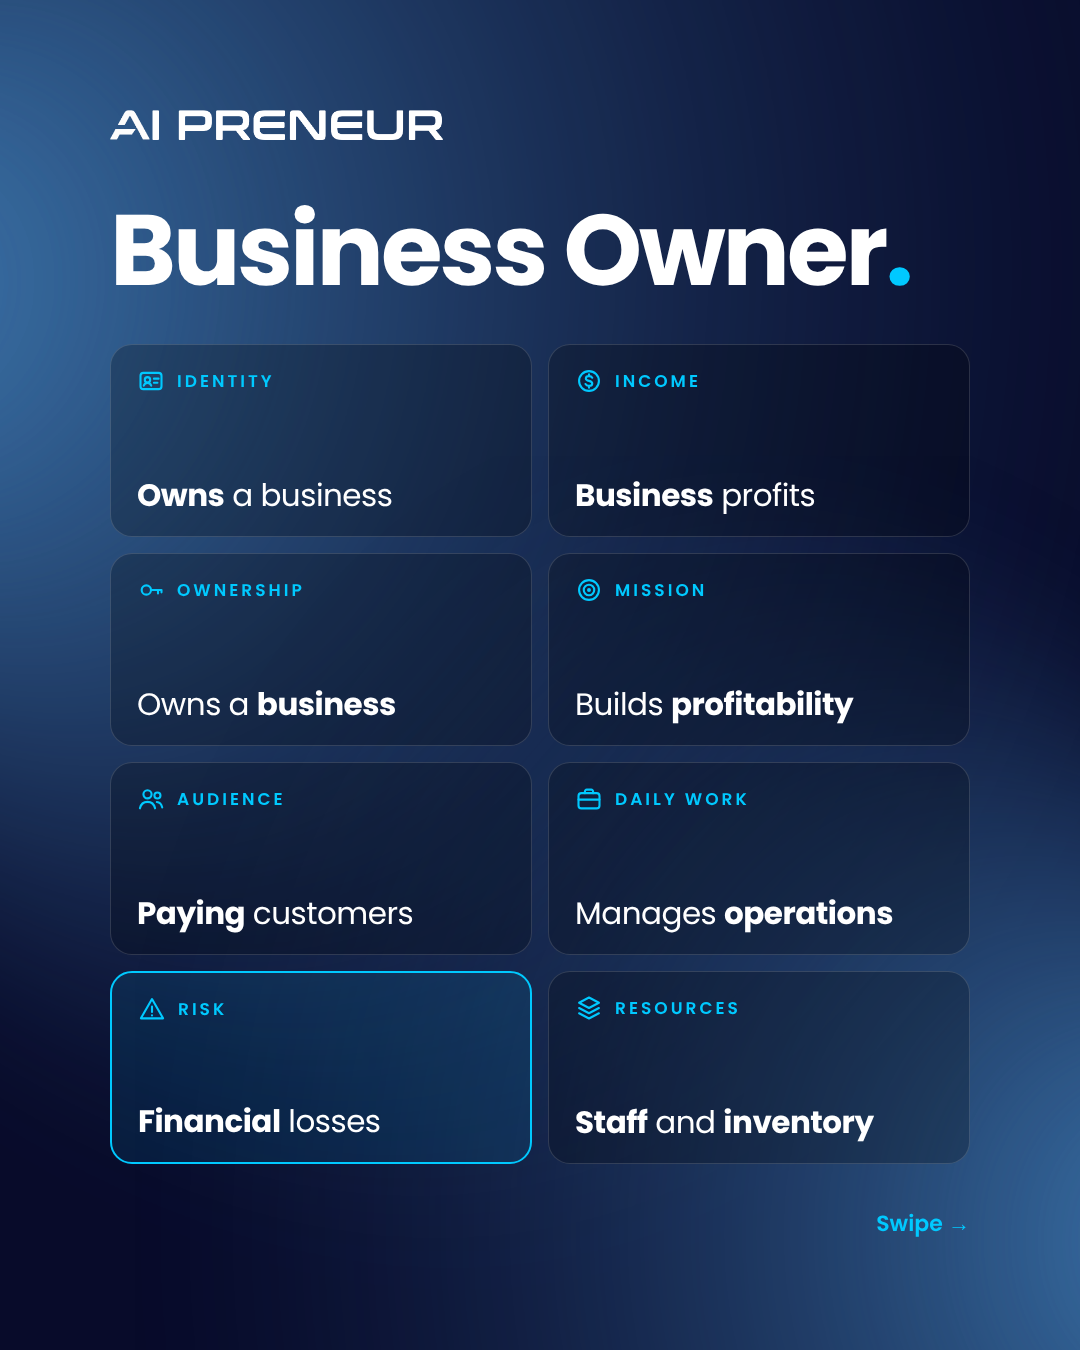 AI PRENEUR
Business Owner.
IDENTITY
Owns a business
INCOME
Business profits
OWNERSHIP
Owns a business
MISSION
Builds profitability
AUDIENCE
Paying customers
DAILY WORK
Manages operations
RISK
Financial losses
RESOURCES
Staff and inventory
Swipe →